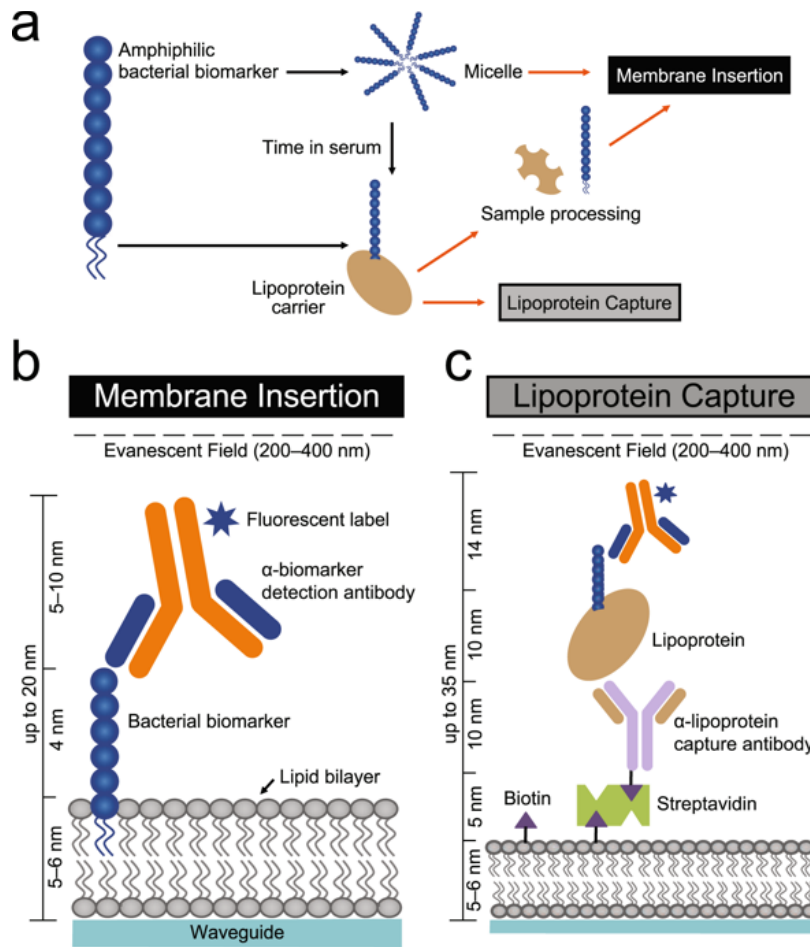 a
Amphiphilic
bacterial biomarker
Micelle
Membrane Insertion
Time in serum
Sample processing
Lipoprotein
carrier
Lipoprotein Capture
b
Membrane Insertion
Evanescent Field (200–400 nm)
Fluorescent label
α-biomarker
detection antibody
5–10 nm
up to 20 nm
4 nm
Bacterial biomarker
Lipid bilayer
5–6 nm
Waveguide
c
Lipoprotein Capture
Evanescent Field (200–400 nm)
14 nm
Lipoprotein
10 nm
up to 35 nm
10 nm
α-lipoprotein
capture antibody
Biotin
Streptavidin
5 nm
5–6 nm